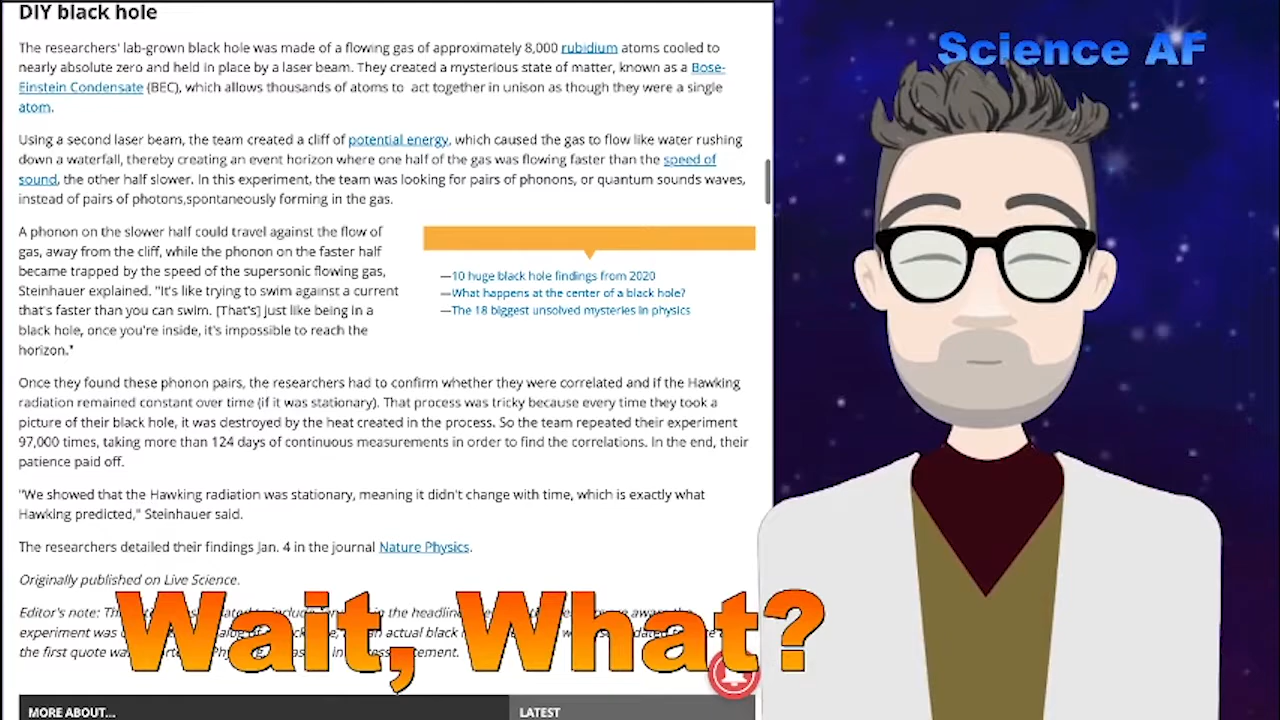 DIY black hole
Science AF
The researchers' lab-grown black hole was made of a flowing gas of approximately 8,000 rubidium atoms cooled to
nearly absolute zero and held in place by a laser beam. They created a mysterious state of matter, known as a Bose-
Einstein Condensate (BEC), which allows thousands of atoms to act together in unison as though they were a single
atom.
Using a second laser beam, the team created a cliff of potential energy, which caused the gas to flow like water rushing
down a waterfall, thereby creating an event horizon where one half of the gas was flowing faster than the speed of
sound, the other half slower. In this experiment, the team was looking for pairs of phonons, or quantum sounds waves,
instead of pairs of photons,spontaneously forming in the gas.
A phonon on the slower half could travel against the flow of
gas, away from the cliff, while the phonon on the faster half
became trapped by the speed of the supersonic flowing gas,
Steinhauer explained. "It's like trying to swim against a current
that's faster than you can swim. [That's] just like being in a
black hole, once you're inside, it's impossible to reach the
horizon."
—10 huge black hole findings from 2020
—What happens at the center of a black hole?
—The 18 biggest unsolved mysteries in physics
Once they found these phonon pairs, the researchers had to confirm whether they were correlated and if the Hawking
radiation remained constant over time (if it was stationary). That process was tricky because every time they took a
picture of their black hole, it was destroyed by the heat created in the process. So the team repeated their experiment
97,000 times, taking more than 124 days of continuous measurements in order to find the correlations. In the end, their
patience paid off.
"We showed that the Hawking radiation was stationary, meaning it didn't change with time, which is exactly what
Hawking predicted," Steinhauer said.
The researchers detailed their findings Jan. 4 in the journal Nature Physics.
Originally published on Live Science.
Editor's note: in the headline
experiment was an actual black
the first quote was
Wait, What?
MORE ABOUT...
LATEST